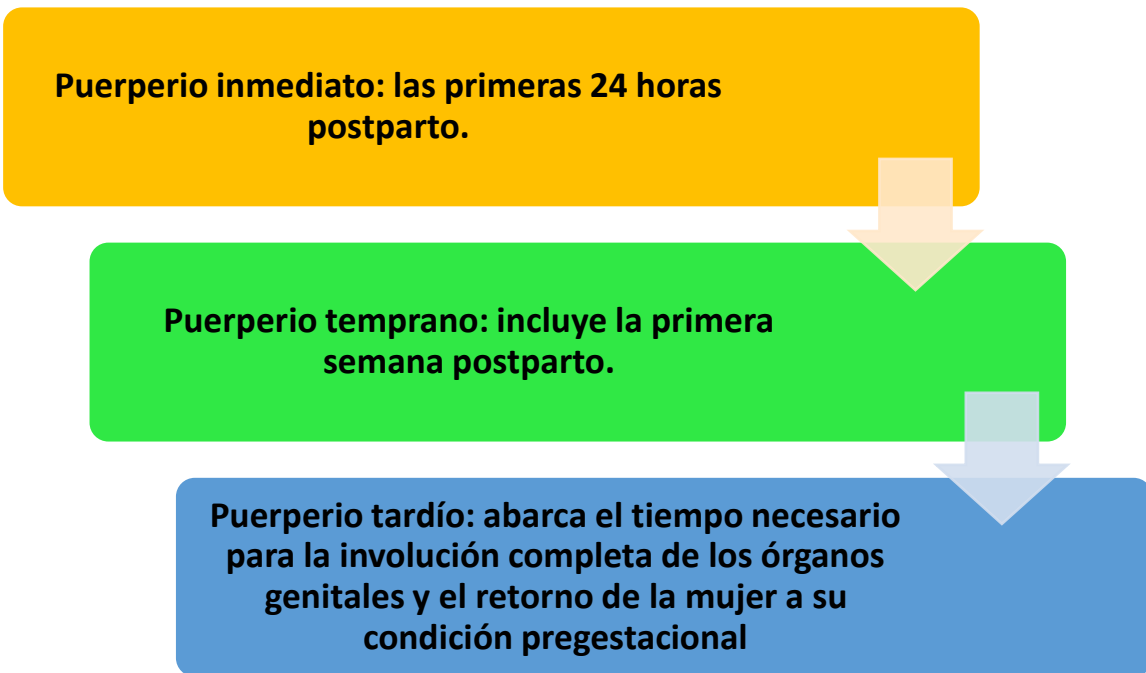 Puerperio inmediato: las primeras 24 horas
postparto.
Puerperio temprano: incluye la primera
semana postparto.
Puerperio tardío: abarca el tiempo necesario
para la involución completa de los órganos
genitales y el retorno de la mujer a su
condición pregestacional